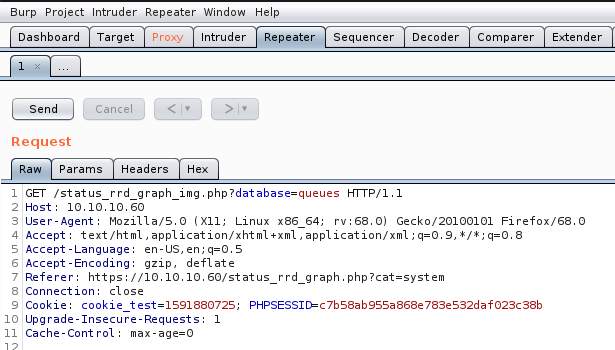 Burp Project Intruder Repeater Window Help
Dashboard Target Proxy Intruder Repeater Sequencer Decoder Comparer Extender
1 × ...
Send Cancel < ▼ > ▼
Request
Raw Params Headers Hex
1 GET /status_rrd_graph_img.php?database=queues HTTP/1.1
2 Host: 10.10.10.60
3 User-Agent: Mozilla/5.0 (X11; Linux x86_64; rv:68.0) Gecko/20100101 Firefox/68.0
4 Accept: text/html,application/xhtml+xml,application/xml;q=0.9,*/*;q=0.8
5 Accept-Language: en-US,en;q=0.5
6 Accept-Encoding: gzip, deflate
7 Referer: https://10.10.10.60/status_rrd_graph.php?cat=system
8 Connection: close
9 Cookie: cookie_test=1591880725; PHPSESSID=c7b58ab955a868e783e532daf023c38b
10 Upgrade-Insecure-Requests: 1
11 Cache-Control: max-age=0
12